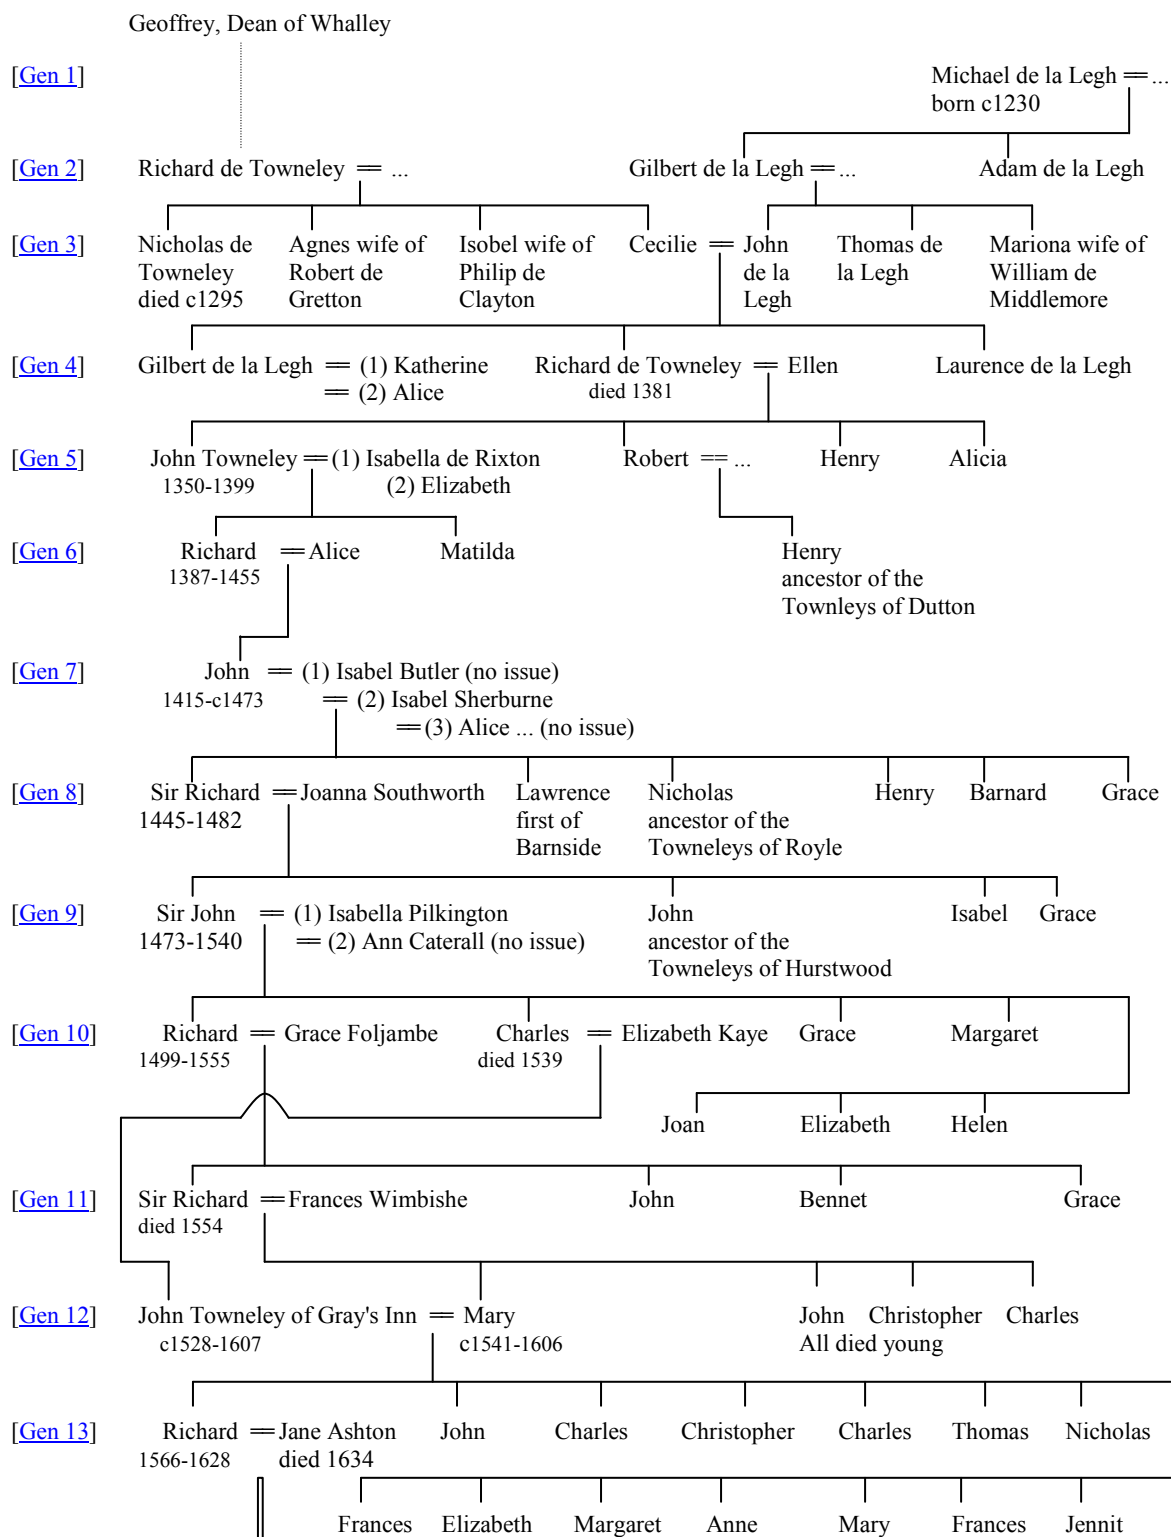 Geoffrey, Dean of Whalley
[Gen 1] Michael de la Legh == ...
born c1230
[Gen 2] Richard de Towneley == ... Gilbert de la Legh == ... Adam de la Legh
[Gen 3] Nicholas de Agnes wife of Isobel wife of Cecilie == John Thomas de Mariona wife of
Towneley Robert de Philip de de la la Legh William de
died c1295 Gretton Clayton Legh Middlemore
[Gen 4] Gilbert de la Legh == (1) Katherine Richard de Towneley == Ellen Laurence de la Legh
== (2) Alice died 1381
[Gen 5] John Towneley == (1) Isabella de Rixton Robert == ... Henry Alicia
1350-1399 (2) Elizabeth
[Gen 6] Richard == Alice Matilda Henry
1387-1455 ancestor of the
Townleys of Dutton
[Gen 7] John == (1) Isabel Butler (no issue)
1415-c1473 == (2) Isabel Sherburne
== (3) Alice ... (no issue)
[Gen 8] Sir Richard == Joanna Southworth Lawrence Nicholas Henry Barnard Grace
1445-1482 first of ancestor of the
Barnside Towneleys of Royle
[Gen 9] Sir John == (1) Isabella Pilkington John Isabel Grace
1473-1540 == (2) Ann Caterall (no issue) ancestor of the
Towneleys of Hurstwood
[Gen 10] Richard == Grace Foljambe Charles == Elizabeth Kaye Grace Margaret
1499-1555 died 1539
Joan Elizabeth Helen
[Gen 11] Sir Richard == Frances Wimbishe John Bennet Grace
died 1554
[Gen 12] John Towneley of Gray's Inn == Mary John Christopher Charles
c1528-1607 c1541-1606 All died young
[Gen 13] Richard == Jane Ashton John Charles Christopher Charles Thomas Nicholas
1566-1628 died 1634
Frances Elizabeth Margaret Anne Mary Frances Jennit